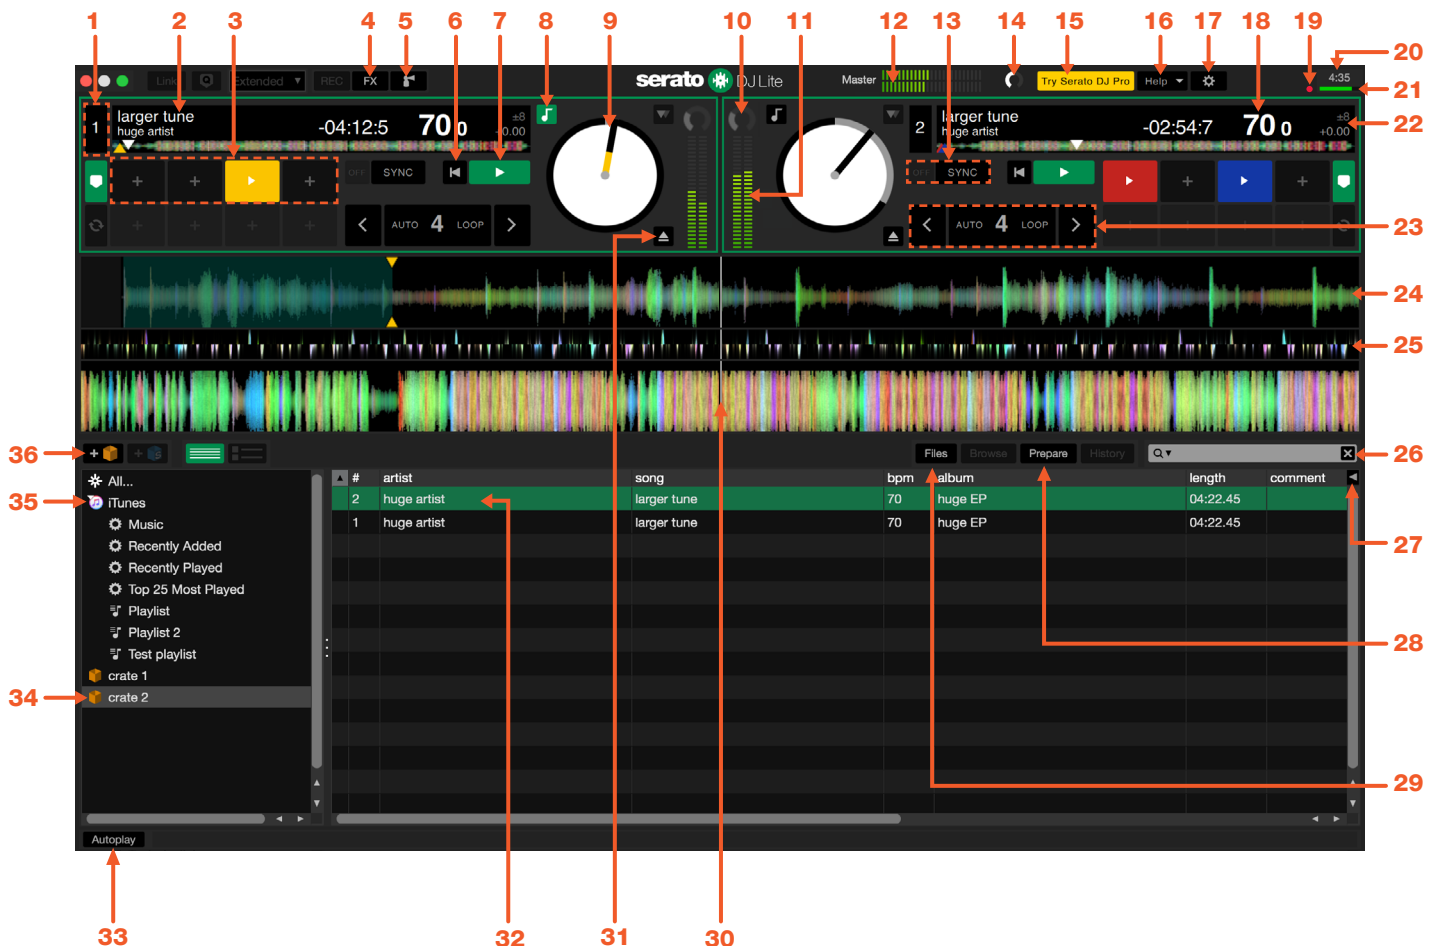 1 2 3 4 5 6 7 8 9 10 11 12 13 14 15 16 17 18 19
20
Link Extended ▼ REC FX serato DJ Lite Master Try Serato DJ Pro Help 4:35
21
larger tune
1 huge artist -04:12:5 70 0 ±8 +0.00
larger tune
2 huge artist -02:54:7 70 0 ±8 +0.00
22
+ + + OFF SYNC
OFF SYNC + +
+ + + + < AUTO 4 LOOP >
< AUTO 4 LOOP > + + + +
23
24
25
36 + + Files Browse Prepare History 26
All...
# artist song bpm album length comment
35 iTunes
2 huge artist larger tune 70 huge EP 04:22.45
Music
1 huge artist larger tune 70 huge EP 04:22.45
27
Recently Added
Recently Played
Top 25 Most Played
Playlist
Playlist 2
28
Test playlist
crate 1
34 crate 2
29
Autoplay
33 32 31 30